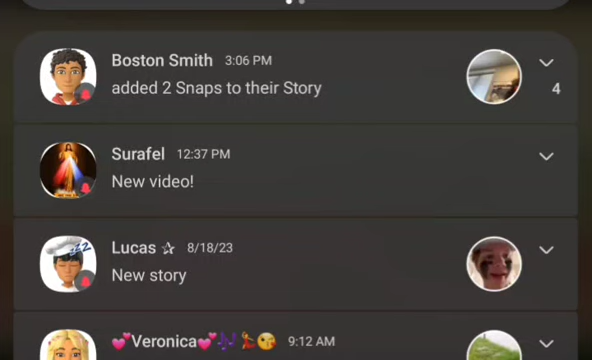 Boston Smith 3:06 PM
added 2 Snaps to their Story
4
Surafel 12:37 PM
New video!
Lucas ☆ 8/18/23
New story
💕Veronica💕🎶💃😘 9:12 AM